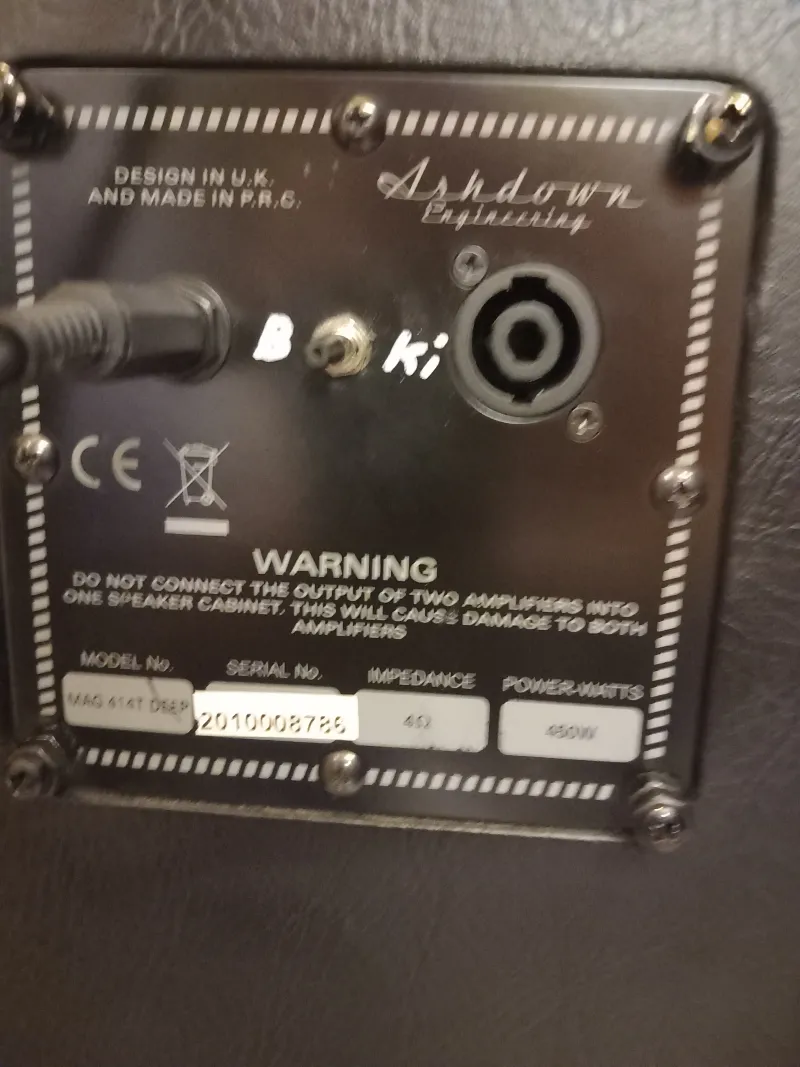 DESIGN IN U.K.
AND MADE IN P.R.C.
Ashdown
Engineering
B Ki
CE
WARNING
DO NOT CONNECT THE OUTPUT OF TWO AMPLIFIERS INTO
ONE SPEAKER CABINET, THIS WILL CAUSE DAMAGE TO BOTH
AMPLIFIERS
MODEL No. SERIAL No. IMPEDANCE POWER-WATTS
MAG 414T DEEP 2010008786 4Ω 450W